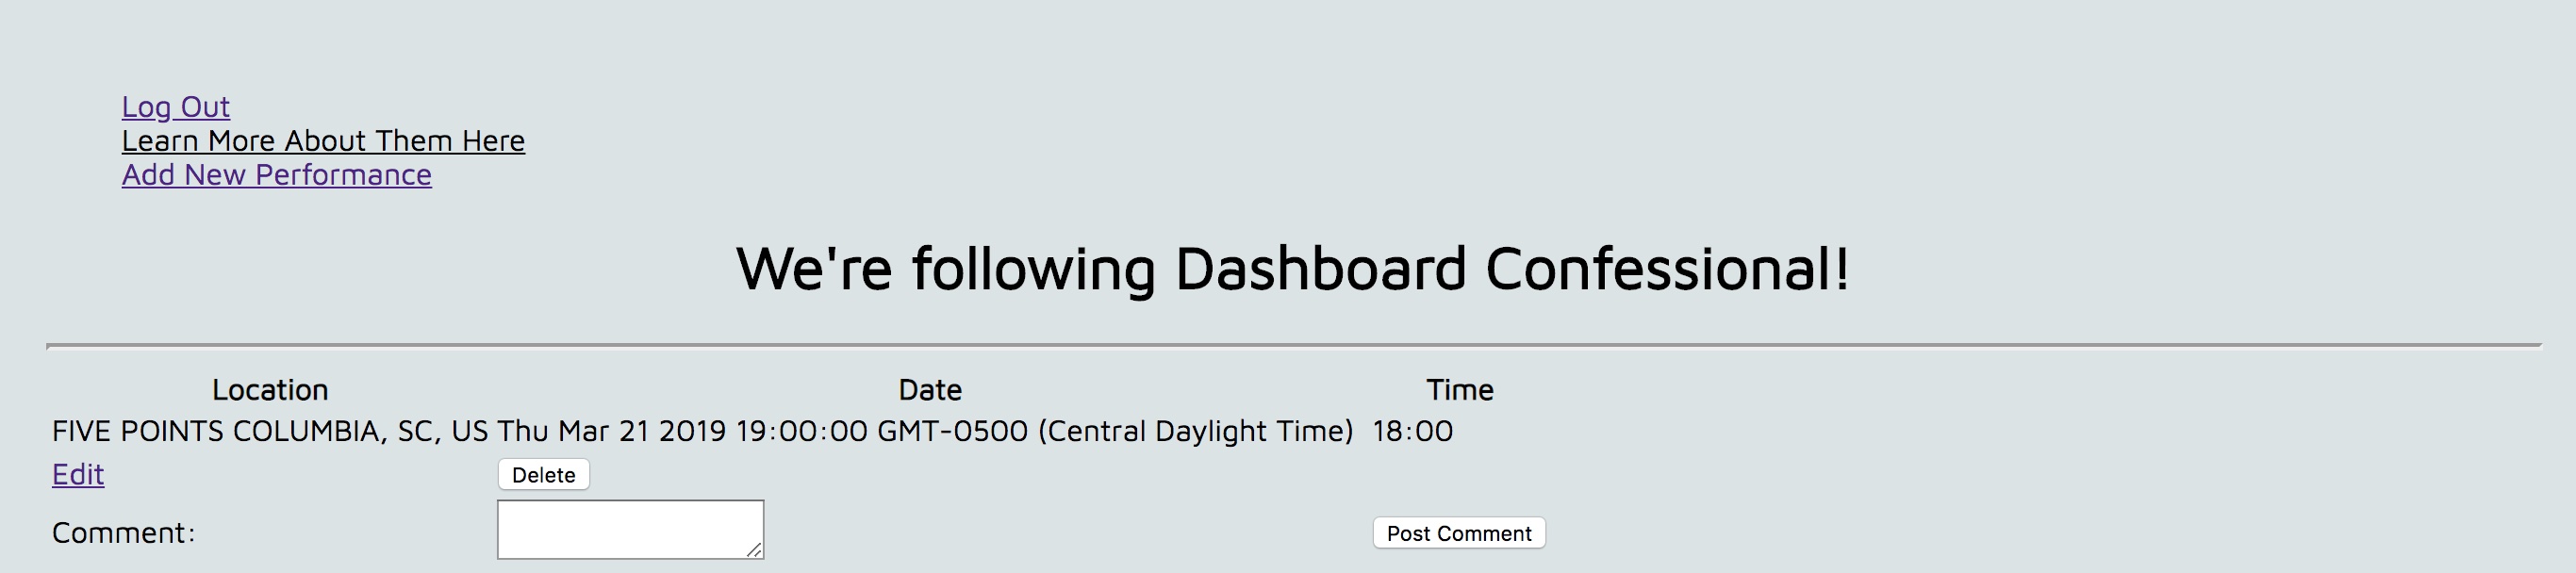 Log Out
Learn More About Them Here
Add New Performance
We're following Dashboard Confessional!
Location Date Time
FIVE POINTS COLUMBIA, SC, US Thu Mar 21 2019 19:00:00 GMT-0500 (Central Daylight Time) 18:00
Edit Delete
Comment: Post Comment